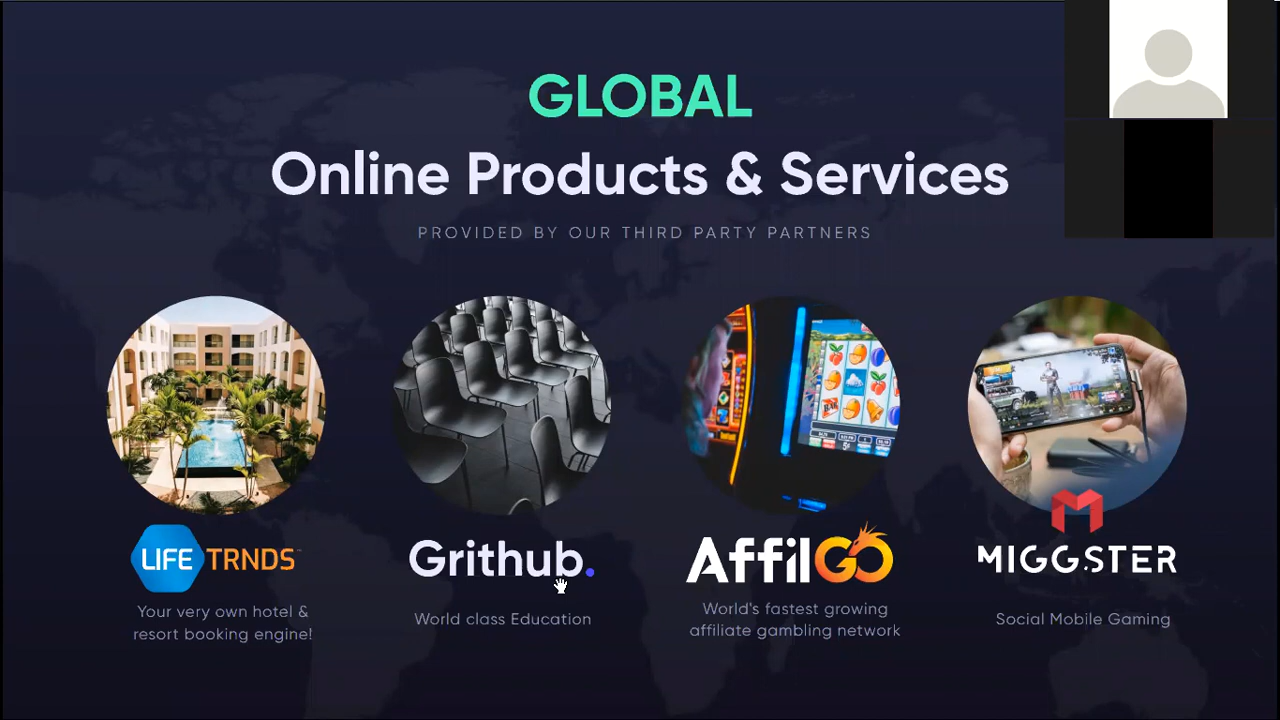 GLOBAL
Online Products & Services
PROVIDED BY OUR THIRD PARTY PARTNERS
LIFE TRNDS
Grithub.
AffilGO
MIGGSTER
Your very own hotel &
resort booking engine!
World class Education
World's fastest growing
affiliate gambling network
Social Mobile Gaming